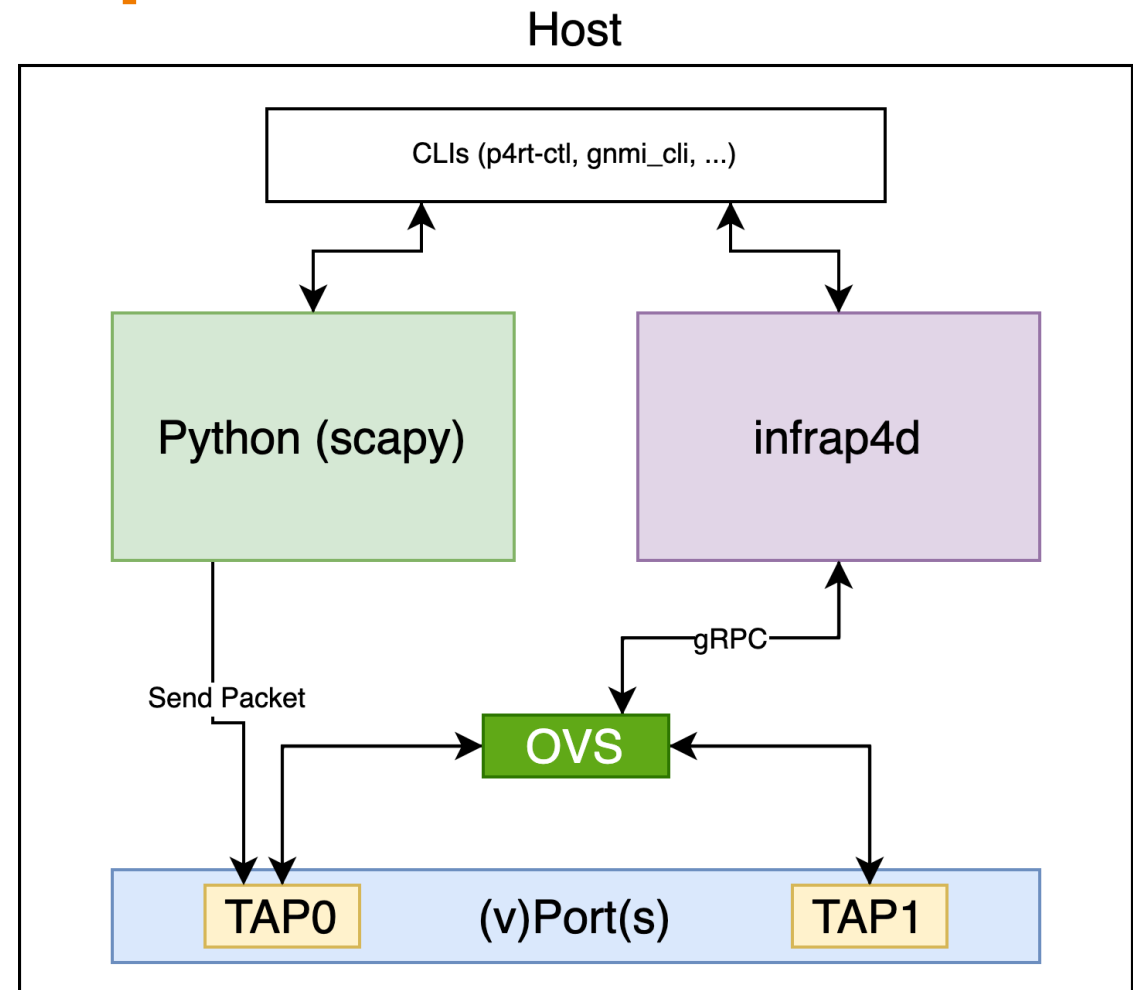 Host
CLIs (p4rt-ctl, gnmi_cli, ...)
Python (scapy)
infrap4d
gRPC
Send Packet
OVS
TAP0
(v)Port(s)
TAP1